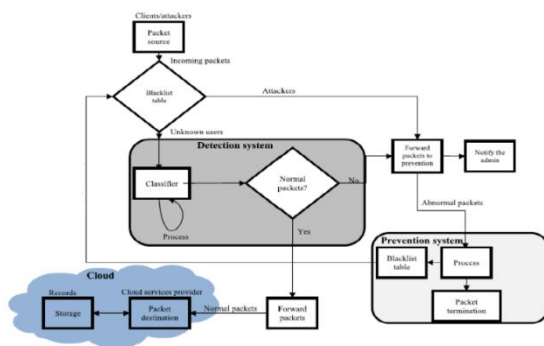 Clients/attackers
Packet
source
Incoming packets
Blacklist
table
Attackers
Unknown users
Detection system
Classifier
Normal
packets?
No
Forward
packets to
prevention
Notify the
admin
Process
Yes
Abnormal packets
Prevention system
Blacklist
table
Process
Packet
termination
Cloud
Records
Cloud services provider
Storage
Packet
destination
Normal packets
Forward
packets